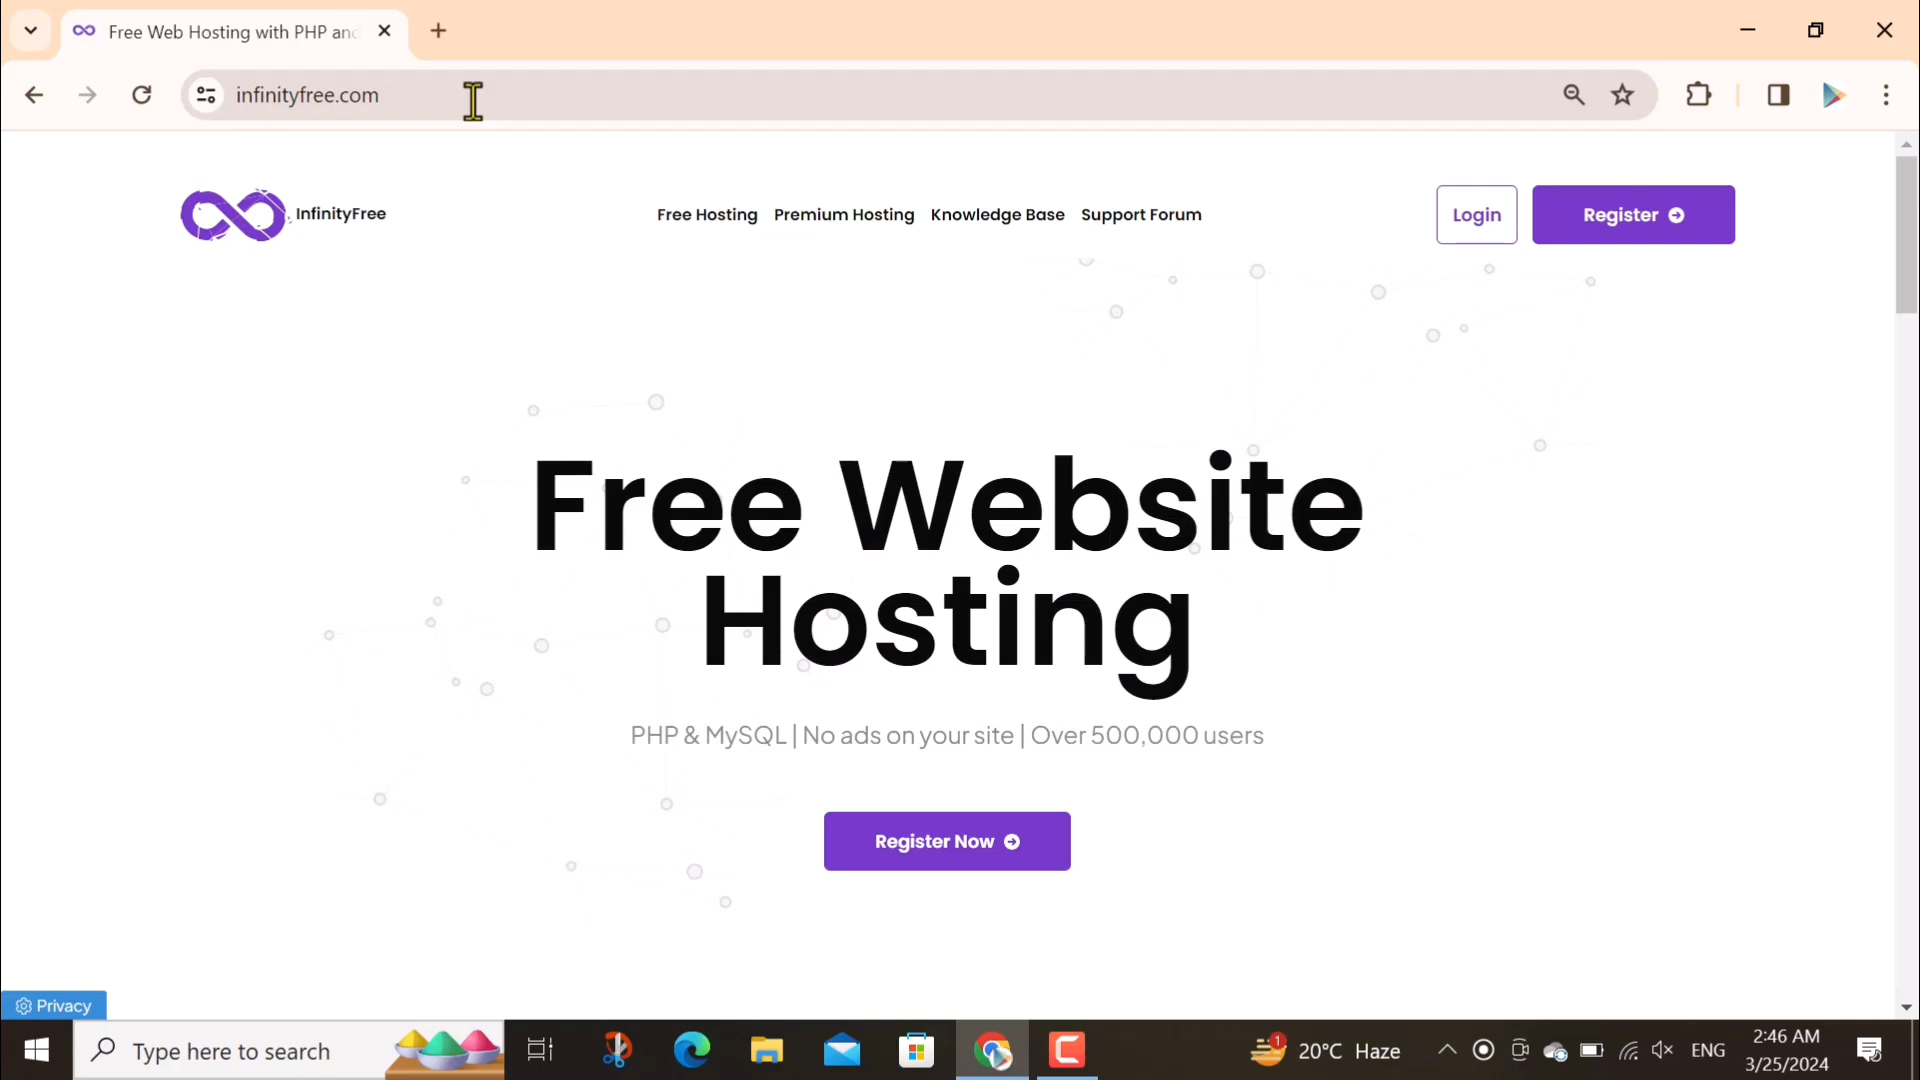 Free Web Hosting with PHP and
infinityfree.com
InfinityFree
Free Hosting
Premium Hosting
Knowledge Base
Support Forum
Login
Register
Free Website
Hosting
PHP & MySQL | No ads on your site | Over 500,000 users
Register Now
Privacy
Type here to search
1
20°C Haze
ENG
2:46 AM
3/25/2024